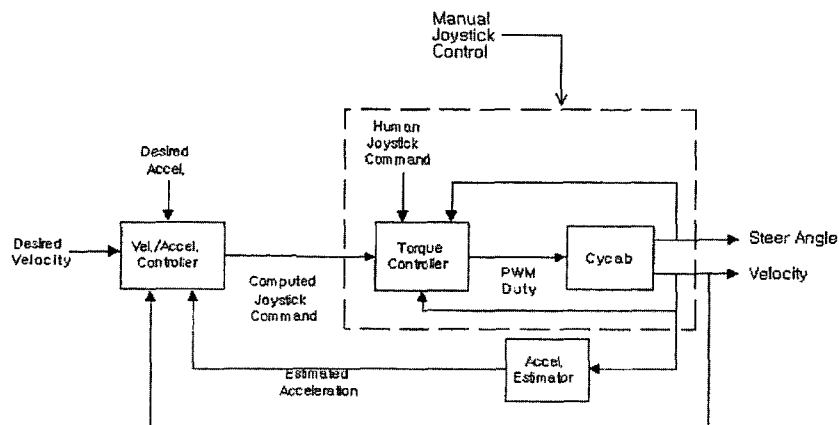 Manual
Joystick
Control
Human
Joystick
Command
Desired
Accel.
Desired
Velocity
Vel./Accel.
Controller
Torque
Controller
Cycab
Steer Angle
Velocity
PWM
Duty
Computed
Joystick
Command
Accel.
Estimator
Estimated
Acceleration